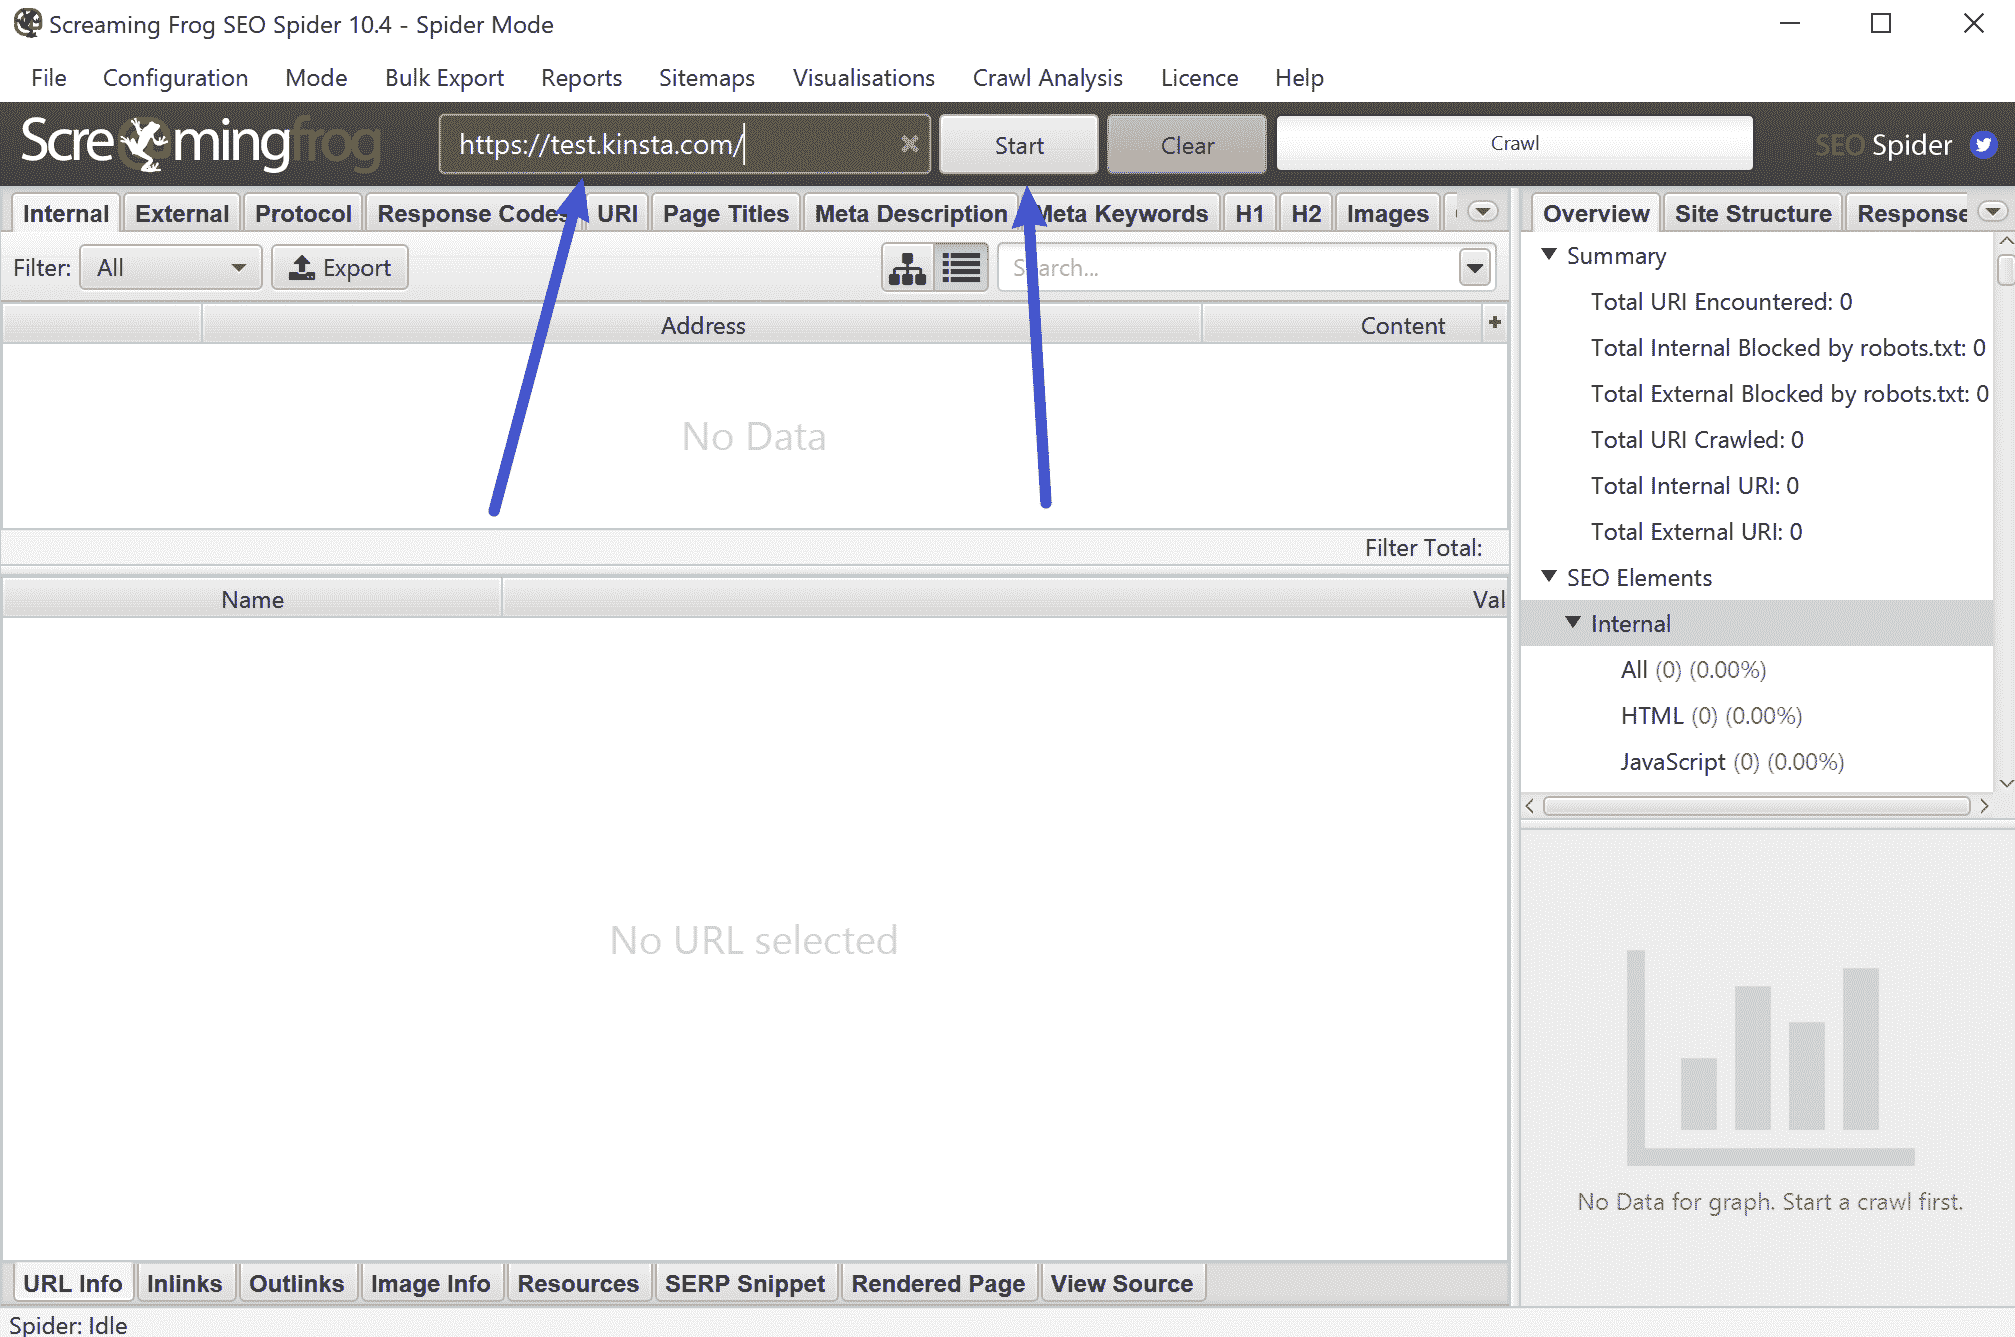 Screaming Frog SEO Spider 10.4 - Spider Mode
File Configuration Mode Bulk Export Reports Sitemaps Visualisations Crawl Analysis Licence Help
Screamingfrog https://test.kinsta.com/ Start Clear Crawl SEO Spider
Internal External Protocol Response Codes URI Page Titles Meta Description Meta Keywords H1 H2 Images
Filter: All Export Search...
Address Content
No Data
Filter Total:
Name Val
No URL selected
URL Info Inlinks Outlinks Image Info Resources SERP Snippet Rendered Page View Source
Overview Site Structure Response
Summary
Total URI Encountered: 0
Total Internal Blocked by robots.txt: 0
Total External Blocked by robots.txt: 0
Total URI Crawled: 0
Total Internal URI: 0
Total External URI: 0
SEO Elements
Internal
All (0) (0.00%)
HTML (0) (0.00%)
JavaScript (0) (0.00%)
No Data for graph. Start a crawl first.
Spider: Idle